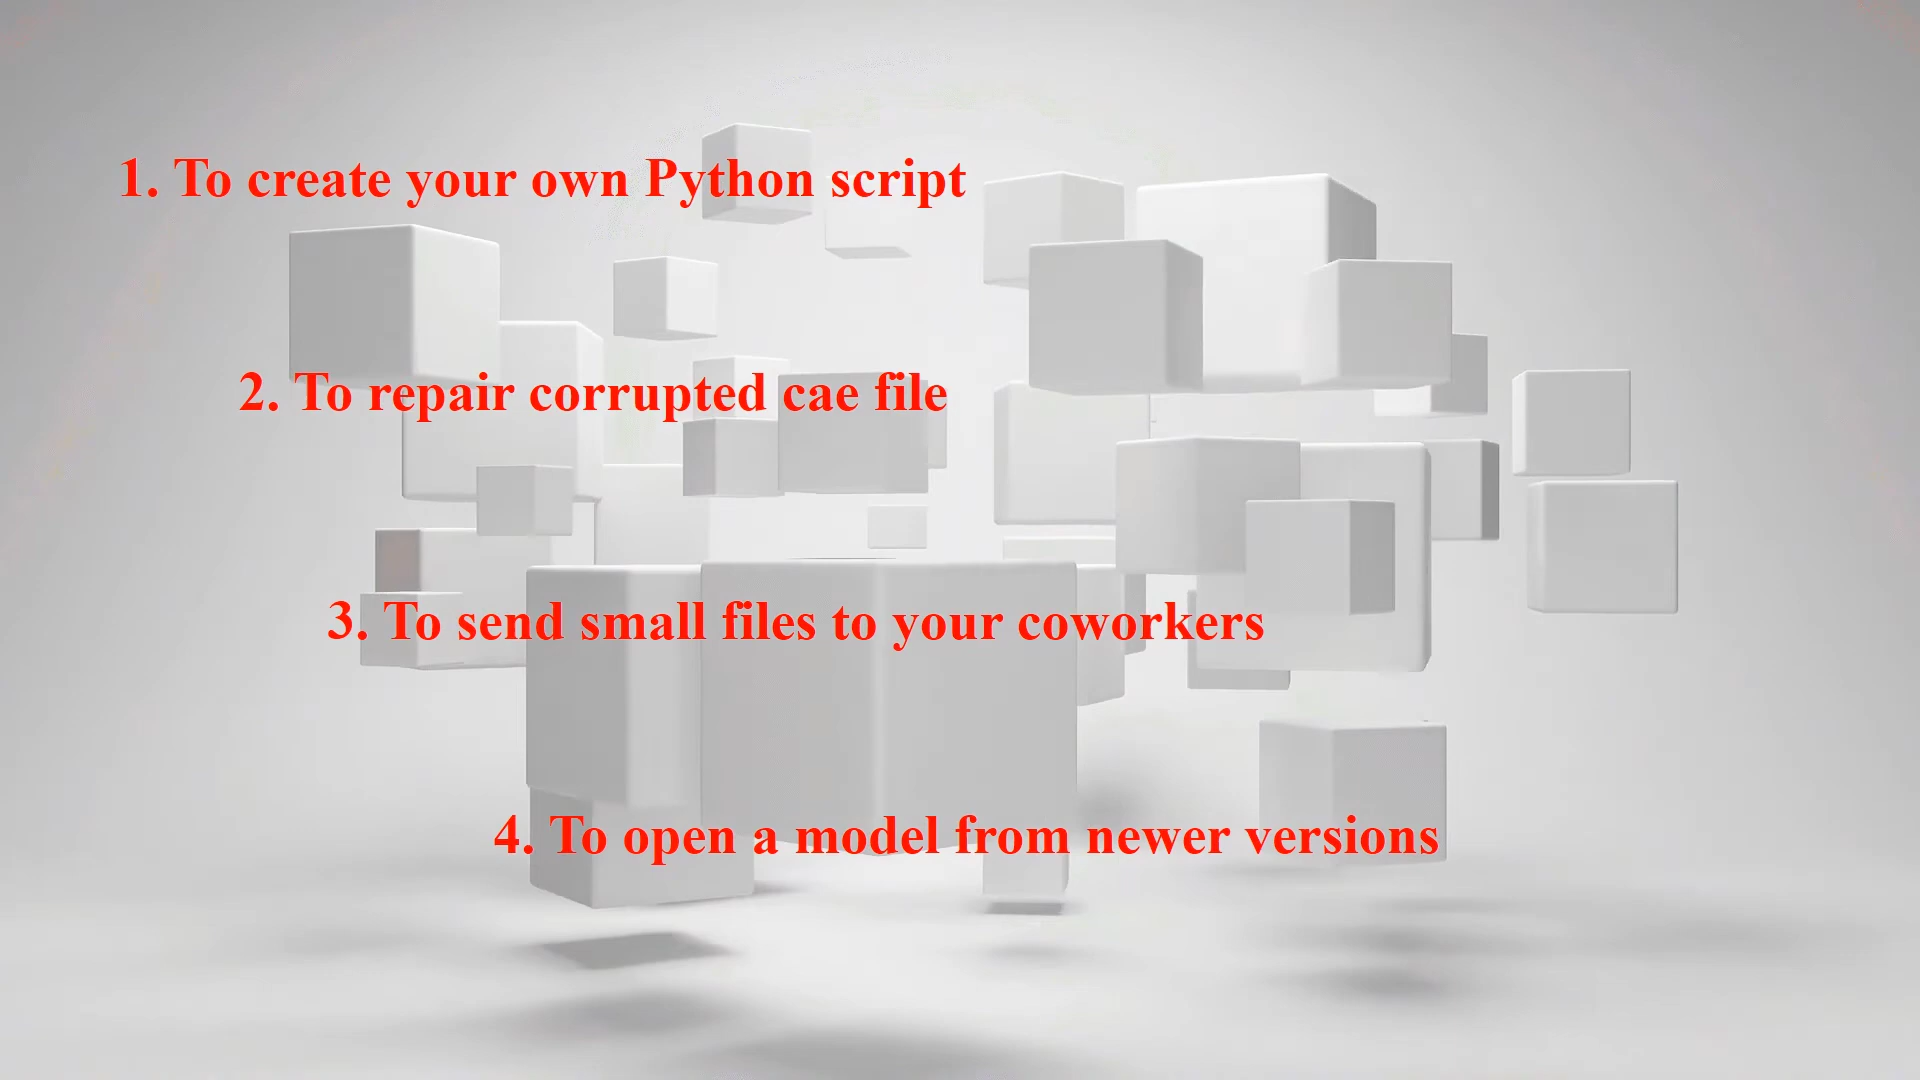 1. To create your own Python script
2. To repair corrupted cae file
3. To send small files to your coworkers
4. To open a model from newer versions